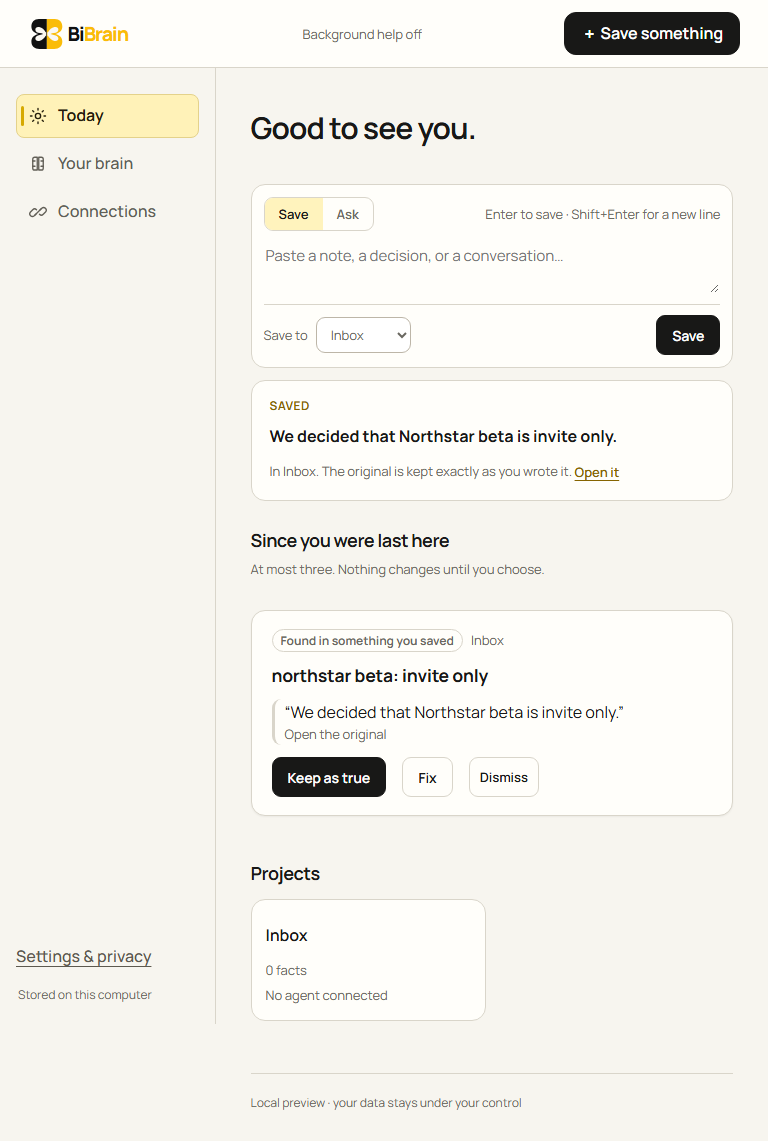 BiBrain
Background help off
+ Save something
Today
Your brain
Connections
Settings & privacy
Stored on this computer
Good to see you.
Save
Ask
Enter to save · Shift+Enter for a new line
Paste a note, a decision, or a conversation…
Save to
Inbox
Save
SAVED
We decided that Northstar beta is invite only.
In Inbox. The original is kept exactly as you wrote it. Open it
Since you were last here
At most three. Nothing changes until you choose.
Found in something you saved
Inbox
northstar beta: invite only
“We decided that Northstar beta is invite only.”
Open the original
Keep as true
Fix
Dismiss
Projects
Inbox
0 facts
No agent connected
Local preview · your data stays under your control